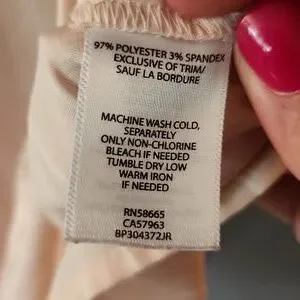 97% POLYESTER 3% SPANDEX
EXCLUSIVE OF TRIM/
SAUF LA BORDURE
MACHINE WASH COLD,
SEPARATELY
ONLY NON-CHLORINE
BLEACH IF NEEDED
TUMBLE DRY LOW
WARM IRON
IF NEEDED
RN58665
CA57963
BP304372JR